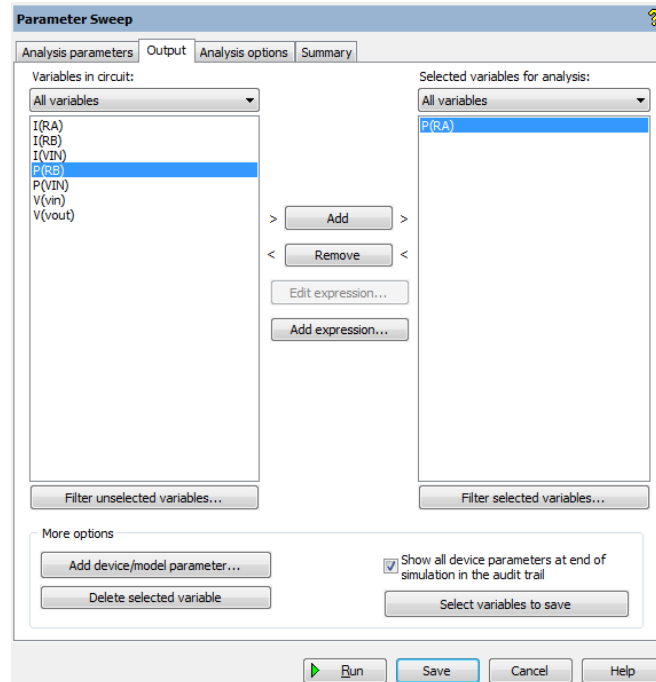 Parameter Sweep
Analysis parameters Output Analysis options Summary
Variables in circuit:
All variables
I(RA)
I(RB)
I(VIN)
P(RB)
P(VIN)
V(vin)
V(vout)
Filter unselected variables...
> Add >
< Remove <
Edit expression...
Add expression...
Selected variables for analysis:
All variables
P(RA)
Filter selected variables...
More options
Add device/model parameter...
Delete selected variable
Show all device parameters at end of
simulation in the audit trail
Select variables to save
Run Save Cancel Help